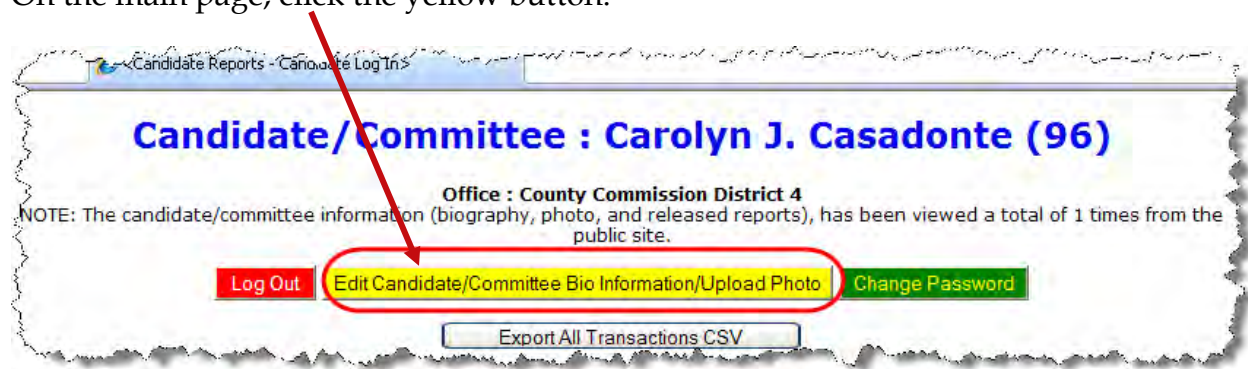 On the main page, click the yellow button.
Candidate Reports - Candidate Log In
Candidate/Committee : Carolyn J. Casadonte (96)
Office : County Commission District 4
NOTE: The candidate/committee information (biography, photo, and released reports), has been viewed a total of 1 times from the
public site.
Log Out Edit Candidate/Committee Bio Information/Upload Photo Change Password
Export All Transactions CSV